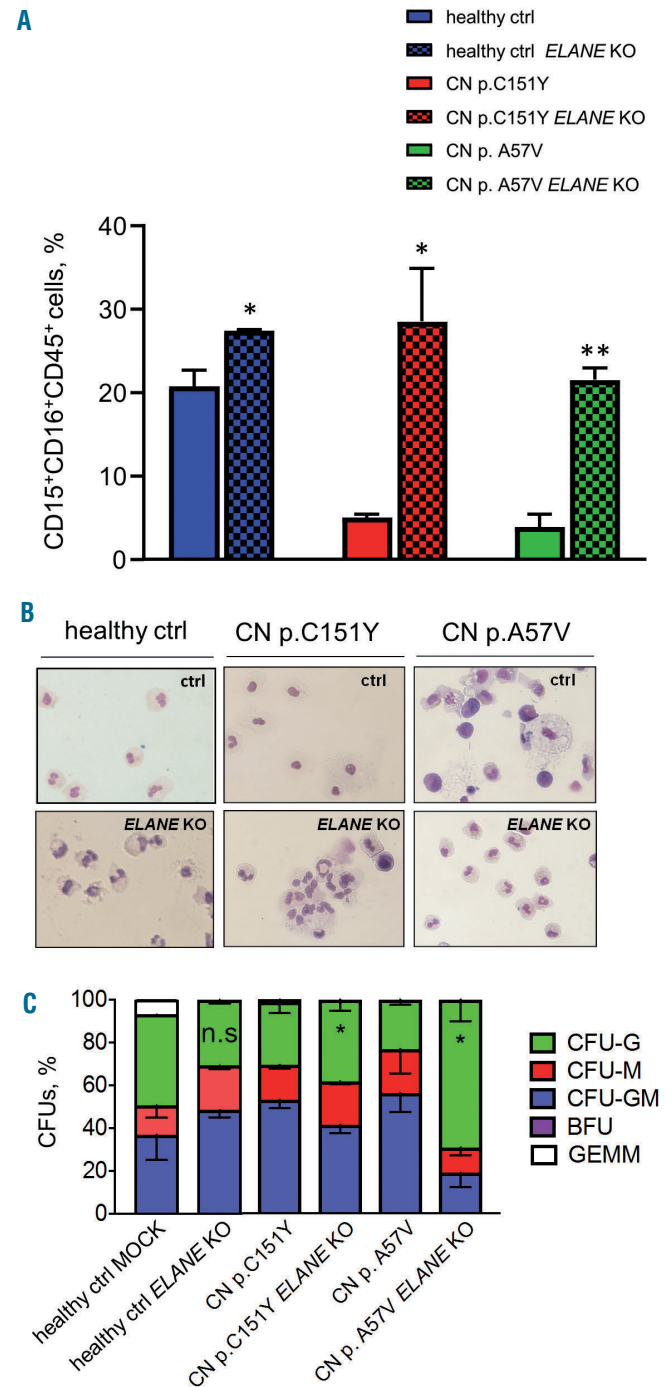 A
healthy ctrl
healthy ctrl ELANE KO
CN p.C151Y
CN p.C151Y ELANE KO
CN p. A57V
CN p. A57V ELANE KO
CD15⁺CD16⁺CD45⁺ cells, %
40
30
20
10
0
*
*
**
B
healthy ctrl
CN p.C151Y
CN p.A57V
ctrl
ctrl
ctrl
ELANE KO
ELANE KO
ELANE KO
C
CFUs, %
100
80
60
40
20
0
n.s
*
*
CFU-G
CFU-M
CFU-GM
BFU
GEMM
healthy ctrl MOCK
healthy ctrl ELANE KO
CN p.C151Y
CN p.C151Y ELANE KO
CN p. A57V
CN p. A57V ELANE KO